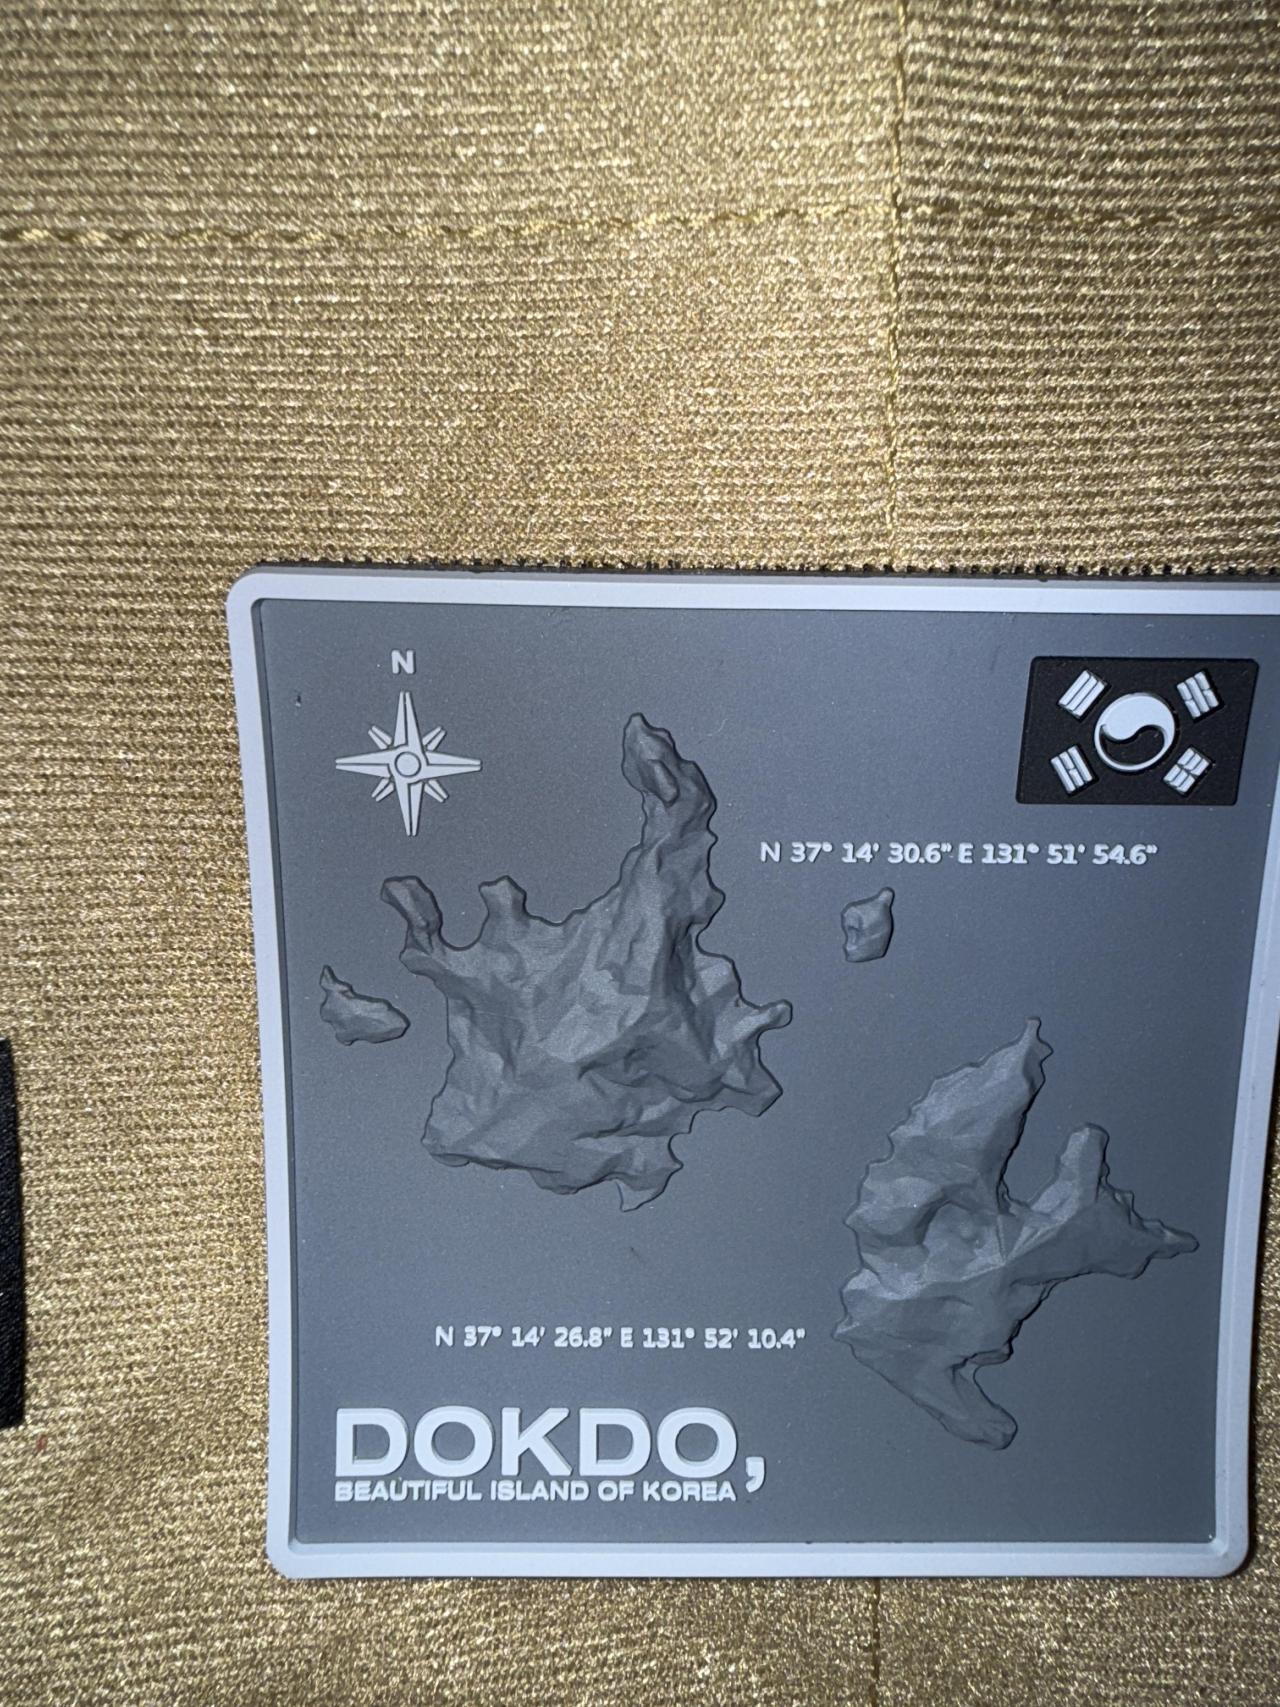 N
N 37° 14' 30.6" E 131° 51' 54.6"
N 37° 14' 26.8" E 131° 52' 10.4"
DOKDO,
BEAUTIFUL ISLAND OF KOREA